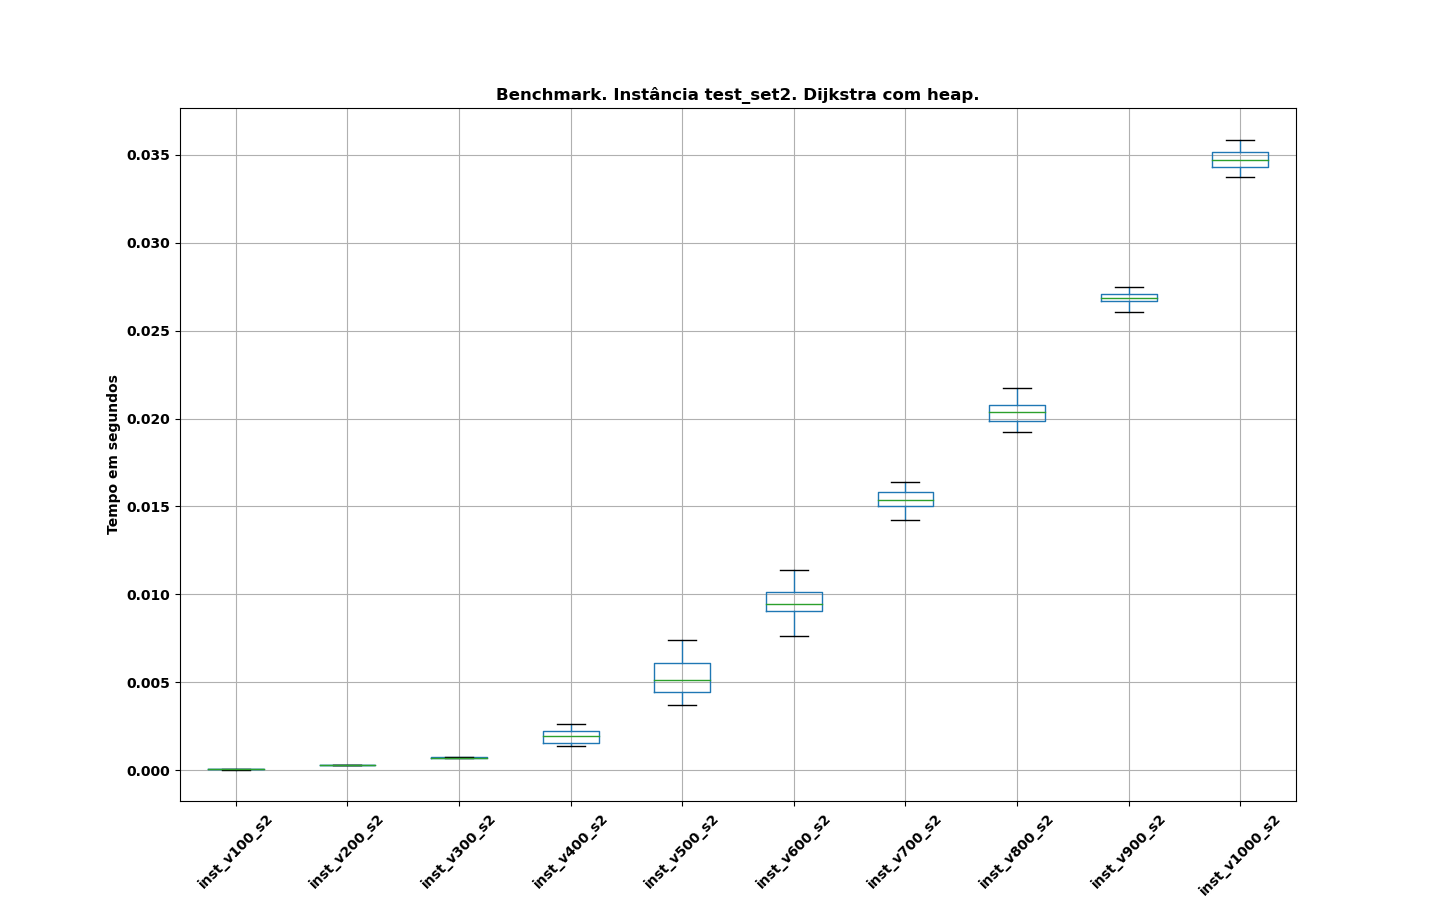 Benchmark. Instância test_set2. Dijkstra com heap.
Tempo em segundos
0.035
0.030
0.025
0.020
0.015
0.010
0.005
0.000
inst_v100_s2
inst_v200_s2
inst_v300_s2
inst_v400_s2
inst_v500_s2
inst_v600_s2
inst_v700_s2
inst_v800_s2
inst_v900_s2
inst_v1000_s2